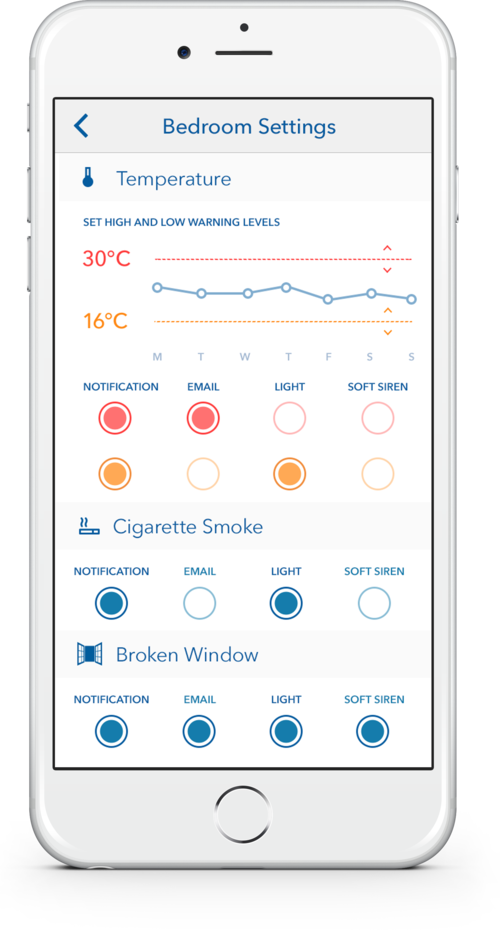 Bedroom Settings
Temperature
SET HIGH AND LOW WARNING LEVELS
30°C
16°C
M T W T F S S
NOTIFICATION EMAIL LIGHT SOFT SIREN
Cigarette Smoke
NOTIFICATION EMAIL LIGHT SOFT SIREN
Broken Window
NOTIFICATION EMAIL LIGHT SOFT SIREN